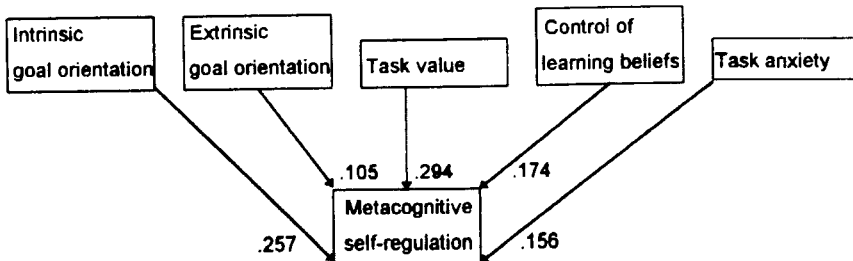 Intrinsic
goal orientation
Extrinsic
goal orientation
Task value
Control of
learning beliefs
Task anxiety
.105
.294
.174
Metacognitive
self-regulation
.257
.156